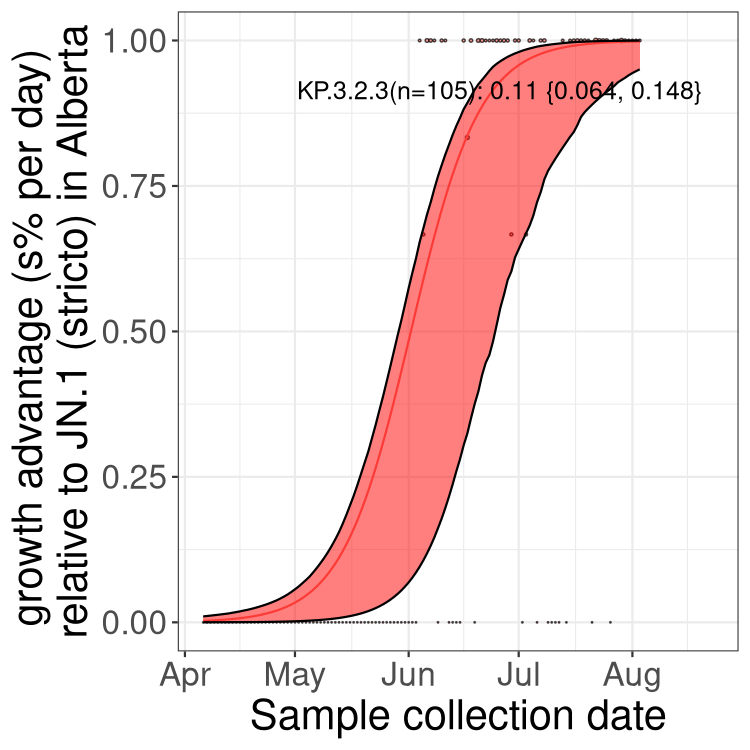 growth advantage (s% per day)
relative to JN.1 (stricto) in Alberta
1.00
0.75
0.50
0.25
0.00
KP.3.2.3(n=105): 0.11 {0.064, 0.148}
Apr May Jun Jul Aug
Sample collection date